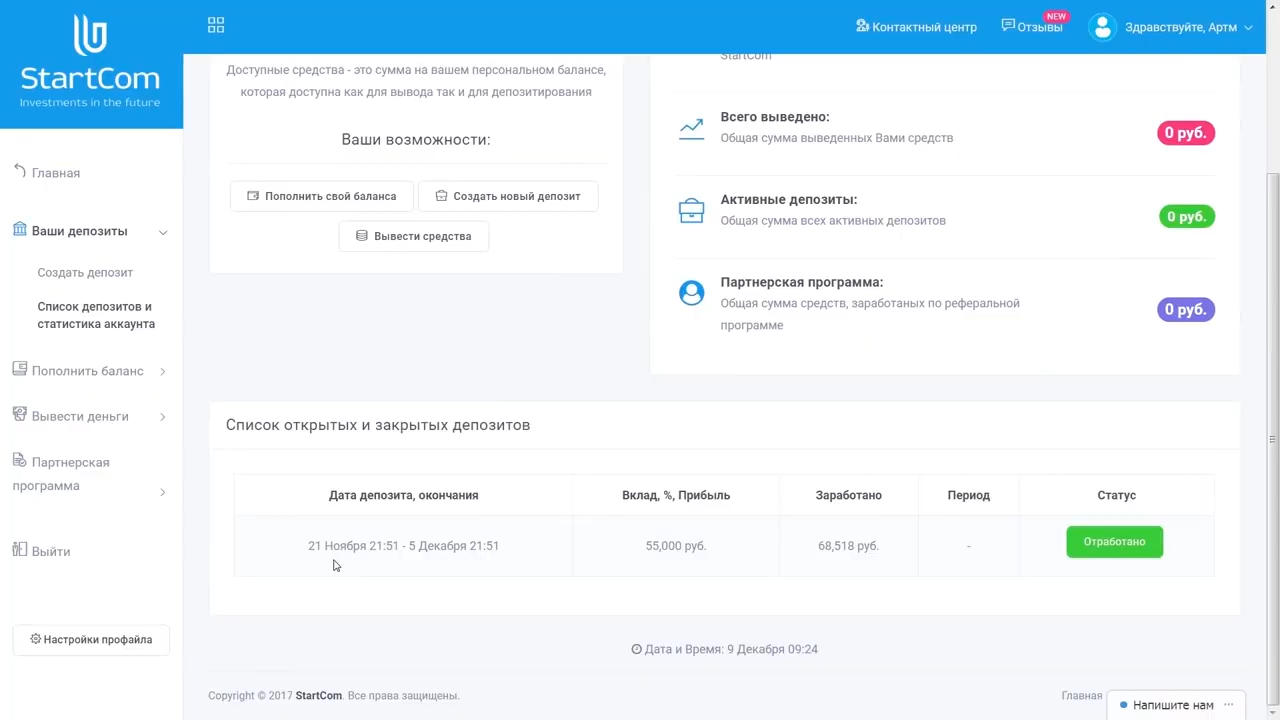 StartCom
Investments in the future
Контактный центр
Отзывы
NEW
Здравствуйте, Артм
Главная
Ваши депозиты
Создать депозит
Список депозитов и
статистика аккаунта
Пополнить баланс
Вывести деньги
Партнерская
программа
Выйти
Настройки профайла
Доступные средства - это сумма на вашем персональном балансе,
которая доступна как для вывода так и для депозитирования
Ваши возможности:
Пополнить свой баланса
Создать новый депозит
Вывести средства
StartCom
Всего выведено:
Общая сумма выведенных Вами средств
0 руб.
Активные депозиты:
Общая сумма всех активных депозитов
0 руб.
Партнерская программа:
Общая сумма средств, заработаных по реферальной
программе
0 руб.
Список открытых и закрытых депозитов
Дата депозита, окончания Вклад, %, Прибыль Заработано Период Статус
21 Ноября 21:51 - 5 Декабря 21:51 55,000 руб. 68,518 руб. - Отработано
Дата и Время: 9 Декабря 09:24
Copyright © 2017 StartCom. Все права защищены.
Главная
Напишите нам ...